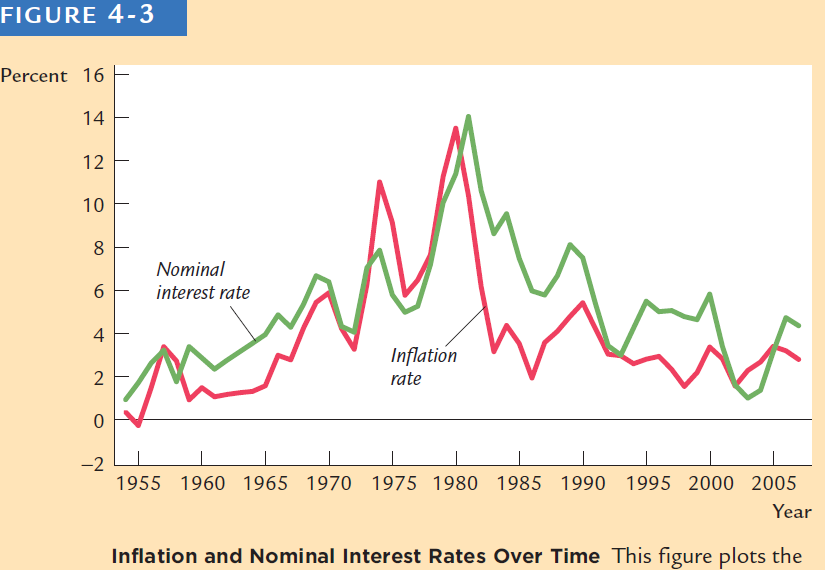 FIGURE 4-3
Percent
16
14
12
10
8
6
4
2
0
–2
Nominal
interest rate
Inflation
rate
1955 1960 1965 1970 1975 1980 1985 1990 1995 2000 2005
Year
Inflation and Nominal Interest Rates Over Time This figure plots the